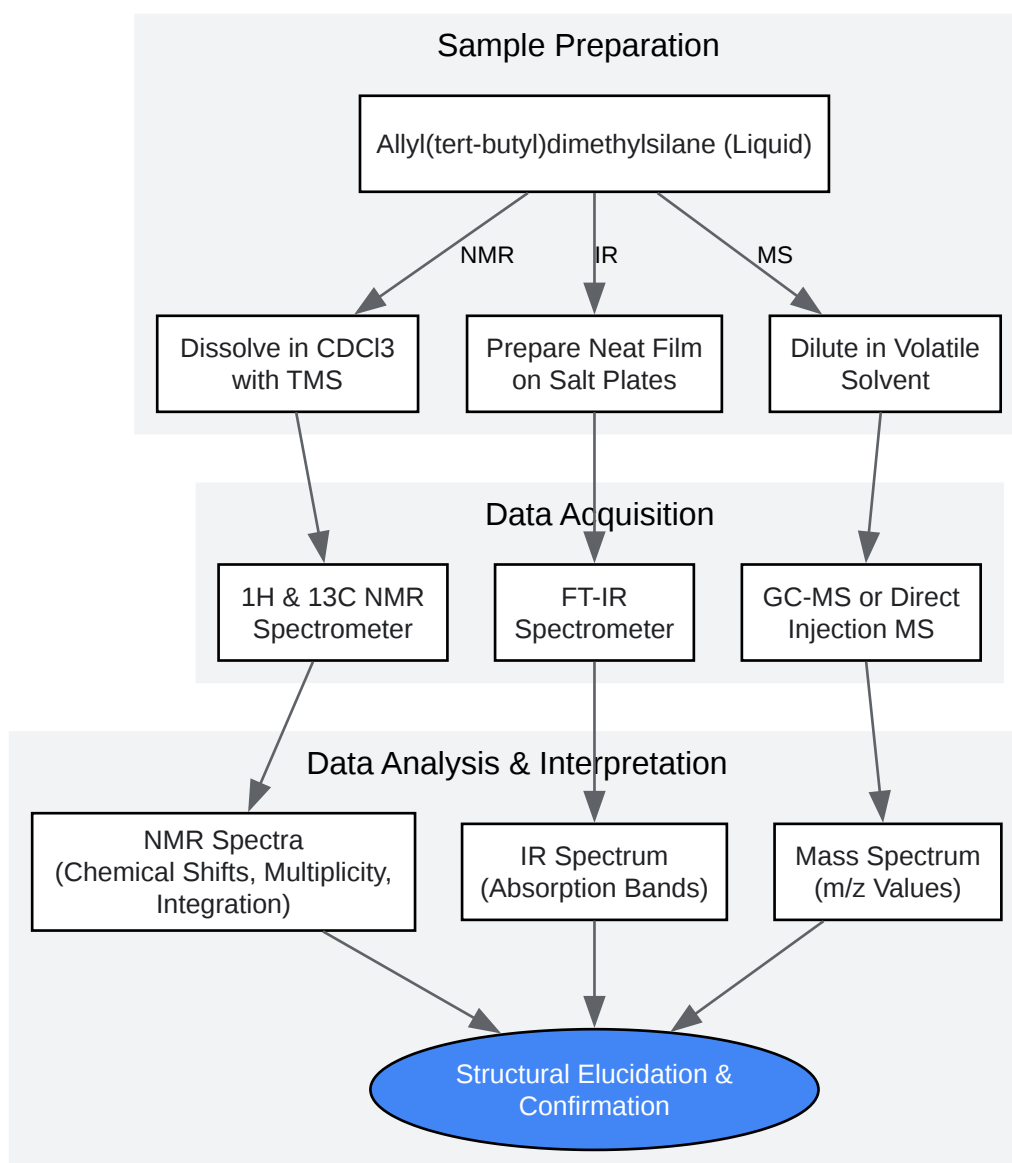 Sample Preparation
Allyl(tert-butyl)dimethylsilane (Liquid)
NMR
IR
MS
Dissolve in CDCl3
with TMS
Prepare Neat Film
on Salt Plates
Dilute in Volatile
Solvent
Data Acquisition
1H & 13C NMR
Spectrometer
FT-IR
Spectrometer
GC-MS or Direct
Injection MS
Data Analysis & Interpretation
NMR Spectra
(Chemical Shifts, Multiplicity,
Integration)
IR Spectrum
(Absorption Bands)
Mass Spectrum
(m/z Values)
Structural Elucidation &
Confirmation